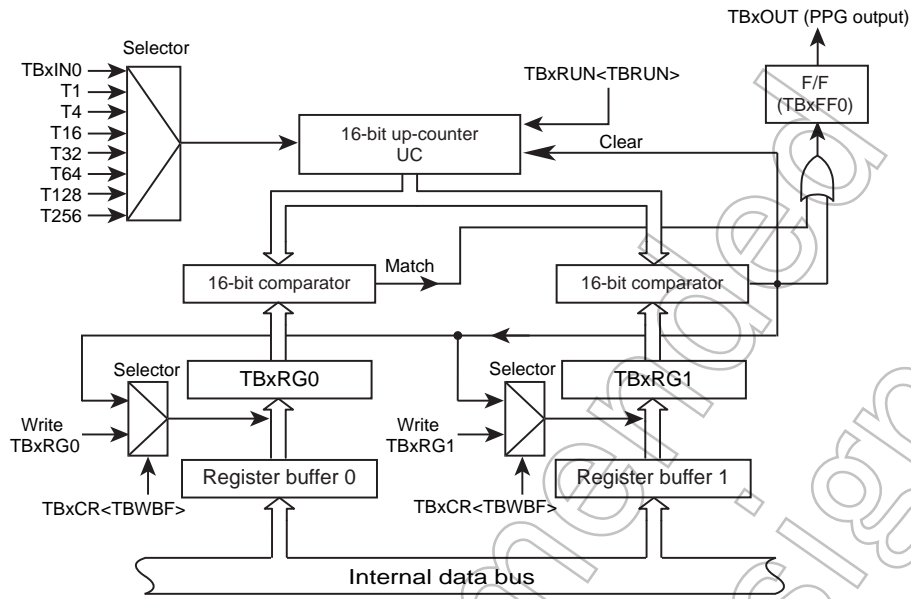 TBxOUT (PPG output)
Selector
TBxIN0
T1
T4
T16
T32
T64
T128
T256
TBxRUN<TBRUN>
F/F
(TBxFF0)
16-bit up-counter
UC
Clear
16-bit comparator
Match
16-bit comparator
Selector
TBxRG0
Selector
TBxRG1
Write
TBxRG0
Write
TBxRG1
Register buffer 0
Register buffer 1
TBxCR<TBWBF>
TBxCR<TBWBF>
Internal data bus
mended